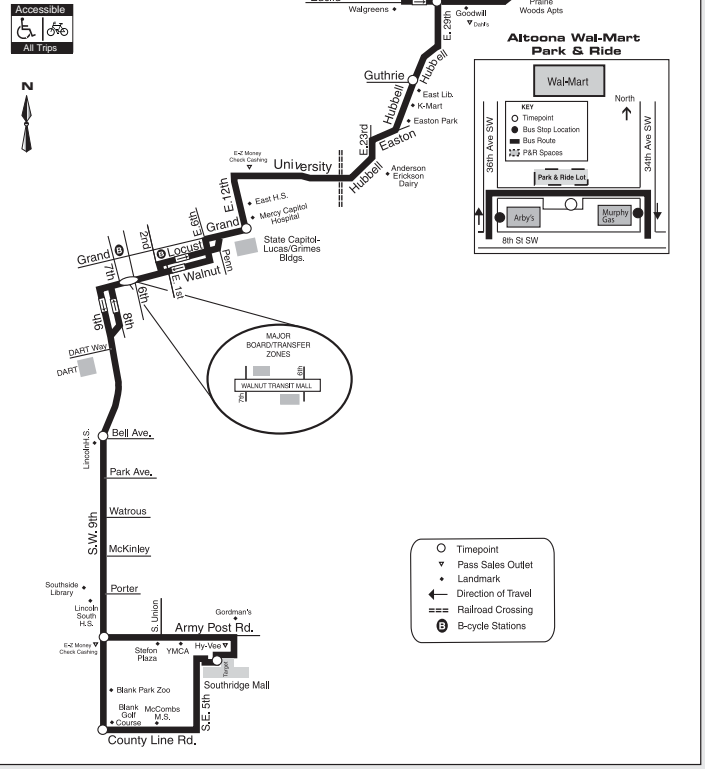 Accessible
All Trips
N
Walgreens
Goodwill
Dahl's
Prairie
Woods Apts
E. 29th
Hubbell
Guthrie
Hubbell
East Lib.
K-Mart
Easton Park
E.23rd
Easton
Hubbell
Anderson
Erickson
Dairy
E-Z Money
Check Cashing
University
E.12th
East H.S.
Mercy Capitol
Hospital
Grand
State Capitol-
Lucas/Grimes
Bldgs.
E. 6th
Penn
Locust
Walnut
E. 1st
2nd
B
B
Grand
7th
6th
8th
9th
DART Way
DART
MAJOR
BOARD/TRANSFER
ZONES
6th
WALNUT TRANSIT MALL
7th
Bell Ave.
LincolnH.S.
Park Ave.
Watrous
S.W. 9th
McKinley
Southside
Library
Porter
Lincoln
South
H.S.
S. Union
Gordman's
Army Post Rd.
E-Z Money
Check Cashing
Stefon
Plaza
YMCA
Hy-Vee
Target
Southridge Mall
S.E. 5th
Blank Park Zoo
Blank
Golf
Course
McCombs
M.S.
County Line Rd.
Altoona Wal-Mart
Park & Ride
Wal-Mart
KEY
Timepoint
Bus Stop Location
Bus Route
P&R Spaces
North
36th Ave SW
34th Ave SW
Park & Ride Lot
Arby's
Murphy
Gas
8th St SW
Timepoint
Pass Sales Outlet
Landmark
Direction of Travel
Railroad Crossing
B B-cycle Stations